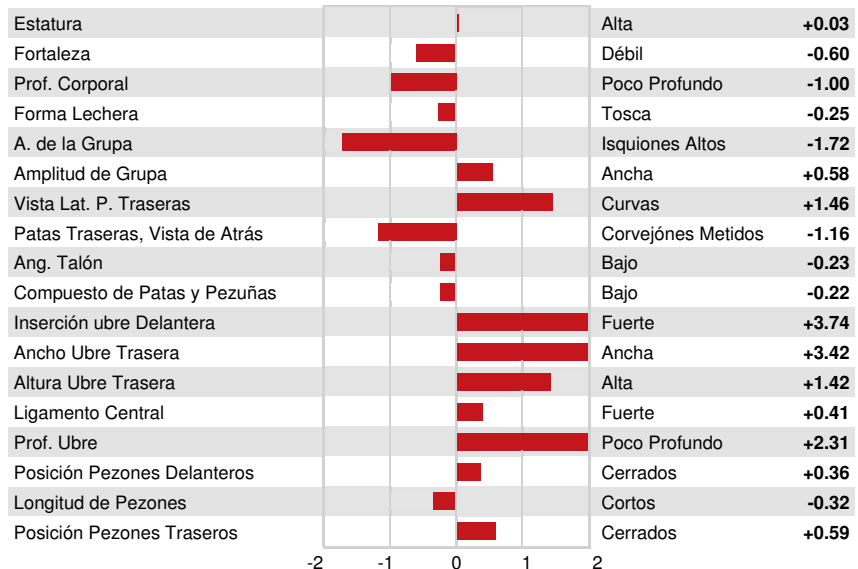 Estatura Alta +0.03
Fortaleza Débil -0.60
Prof. Corporal Poco Profundo -1.00
Forma Lechera Tosca -0.25
A. de la Grupa Isquiones Altos -1.72
Amplitud de Grupa Ancha +0.58
Vista Lat. P. Traseras Curvas +1.46
Patas Traseras, Vista de Atrás Corvejónes Metidos -1.16
Ang. Talón Bajo -0.23
Compuesto de Patas y Pezuñas Bajo -0.22
Inserción ubre Delantera Fuerte +3.74
Ancho Ubre Trasera Ancha +3.42
Altura Ubre Trasera Alta +1.42
Ligamento Central Fuerte +0.41
Prof. Ubre Poco Profundo +2.31
Posición Pezones Delanteros Cerrados +0.36
Longitud de Pezones Cortos -0.32
Posición Pezones Traseros Cerrados +0.59
-2 -1 0 1 2